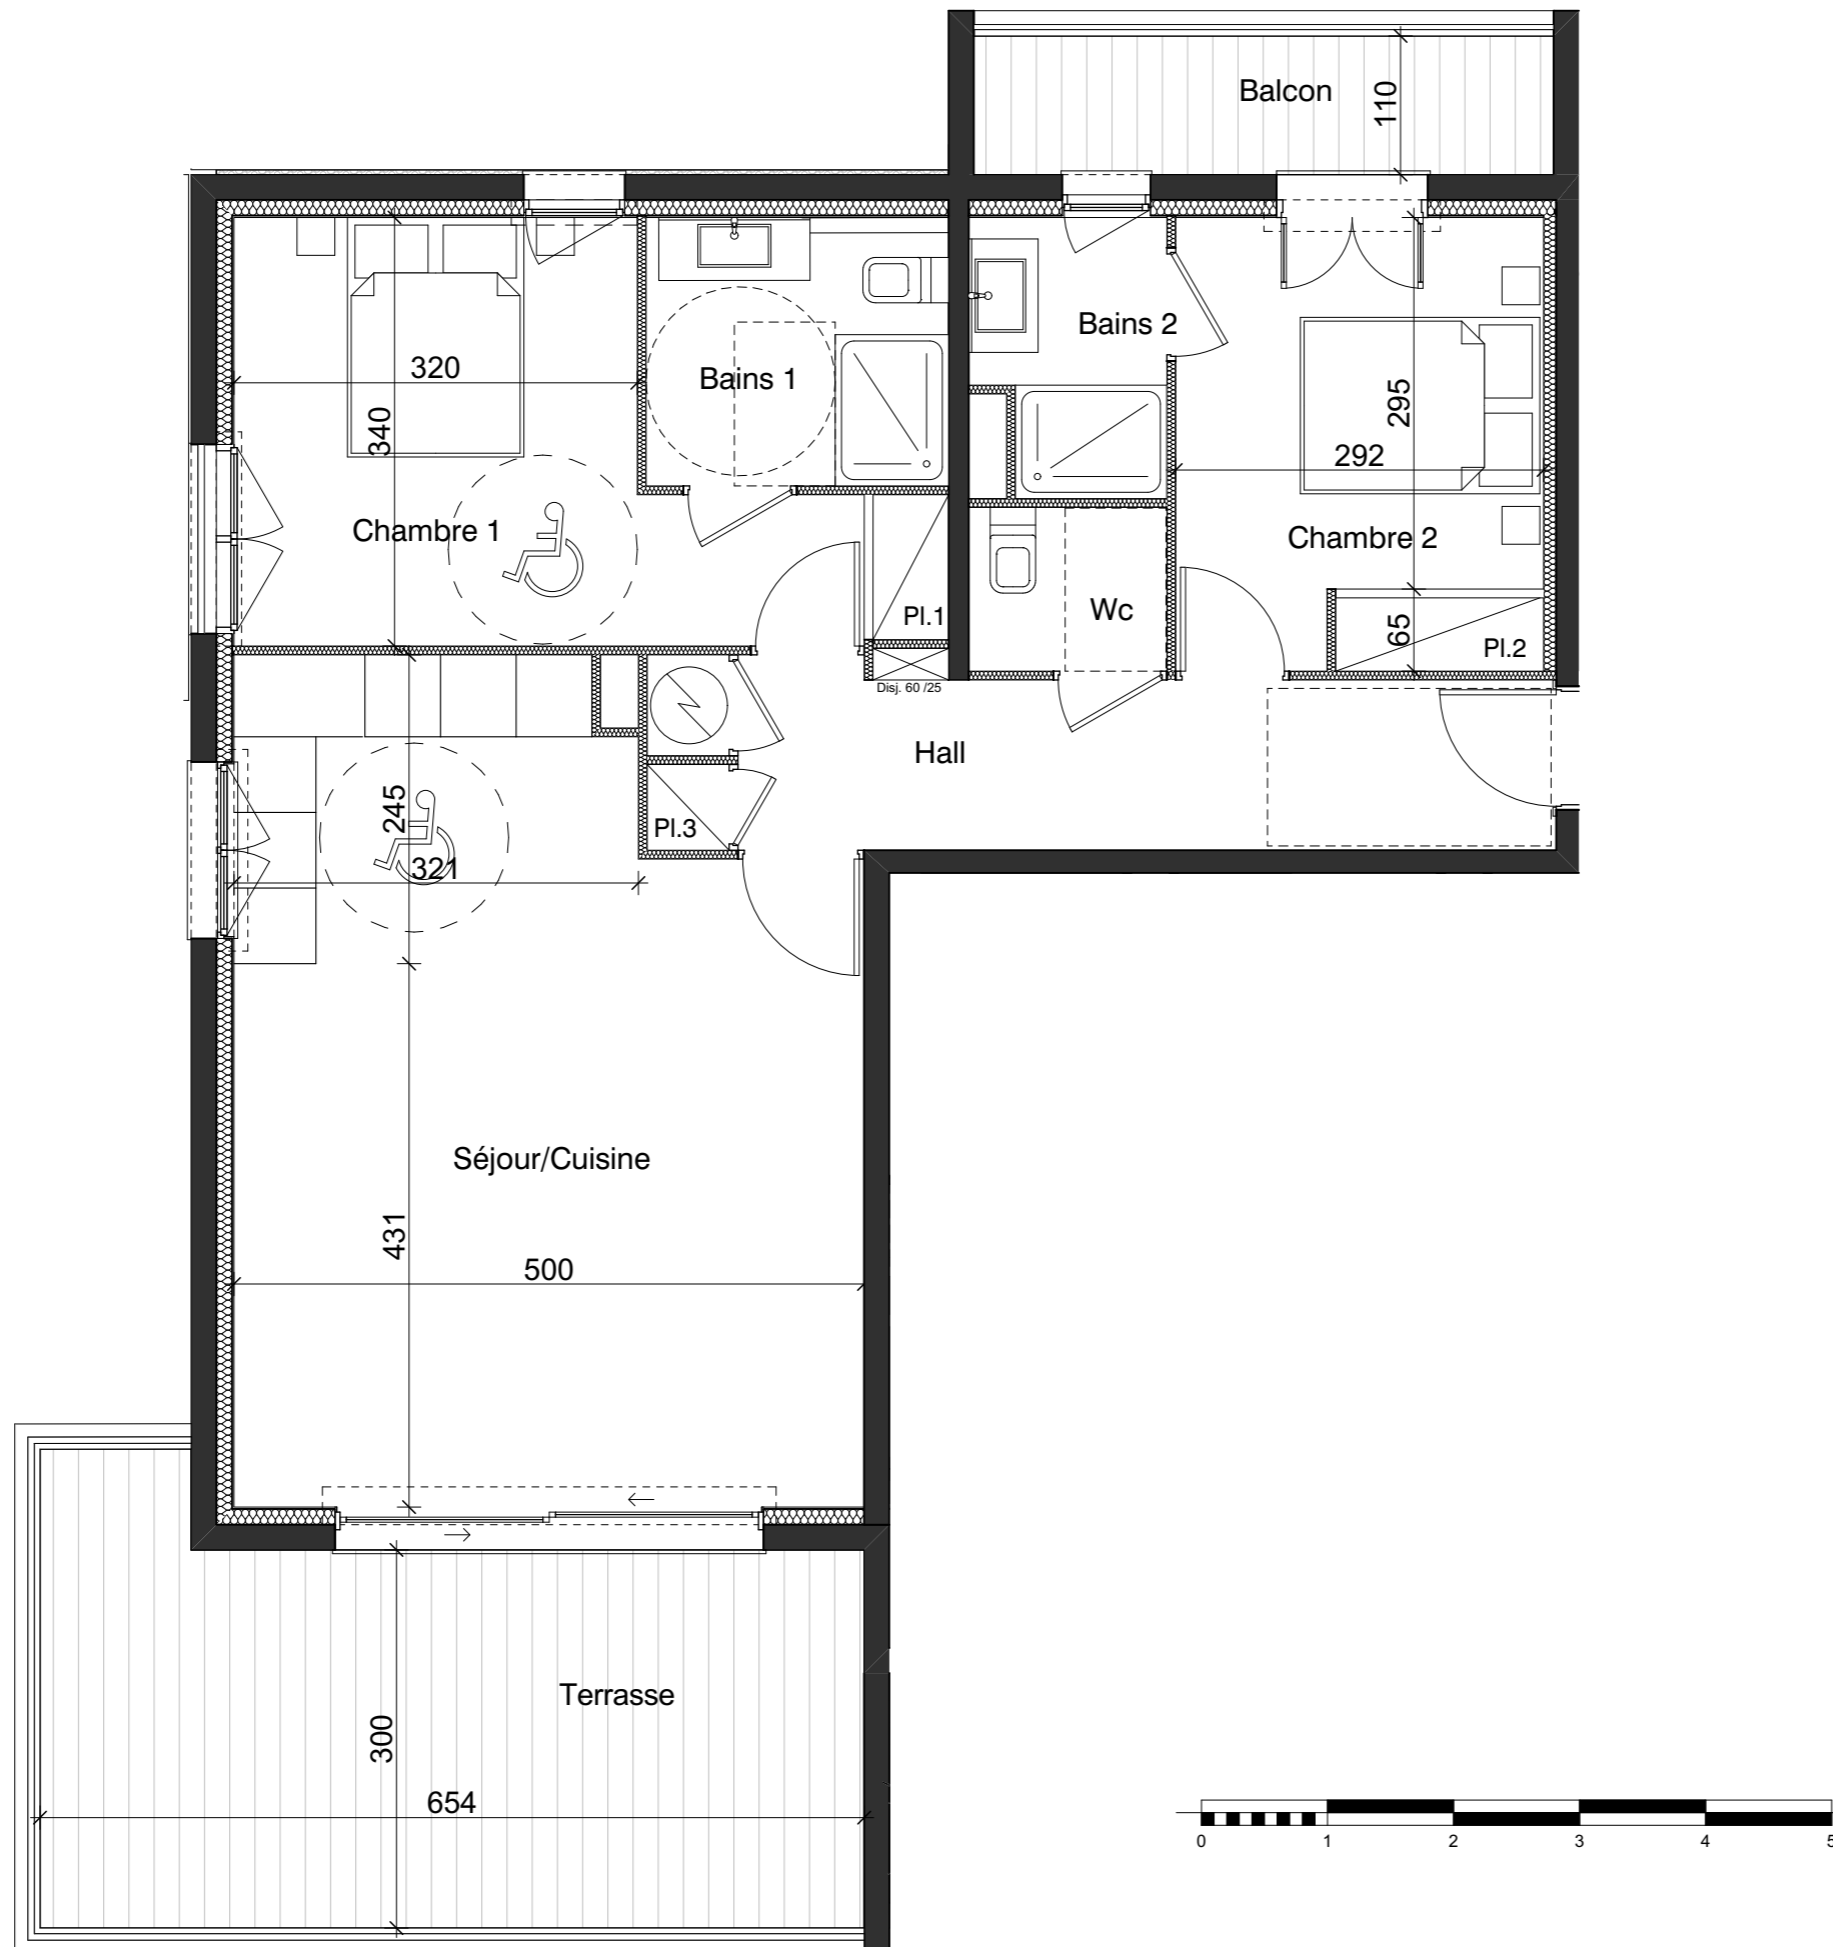 Balcon
110
Bains 2
320
Bains 1
340
295
292
Chambre 1
Chambre 2
Wc
Pl.1
65
Pl.2
Disj. 60 /25
Hall
245
Pl.3
321
Séjour/Cuisine
431
500
Terrasse
300
654
0 1 2 3 4 5